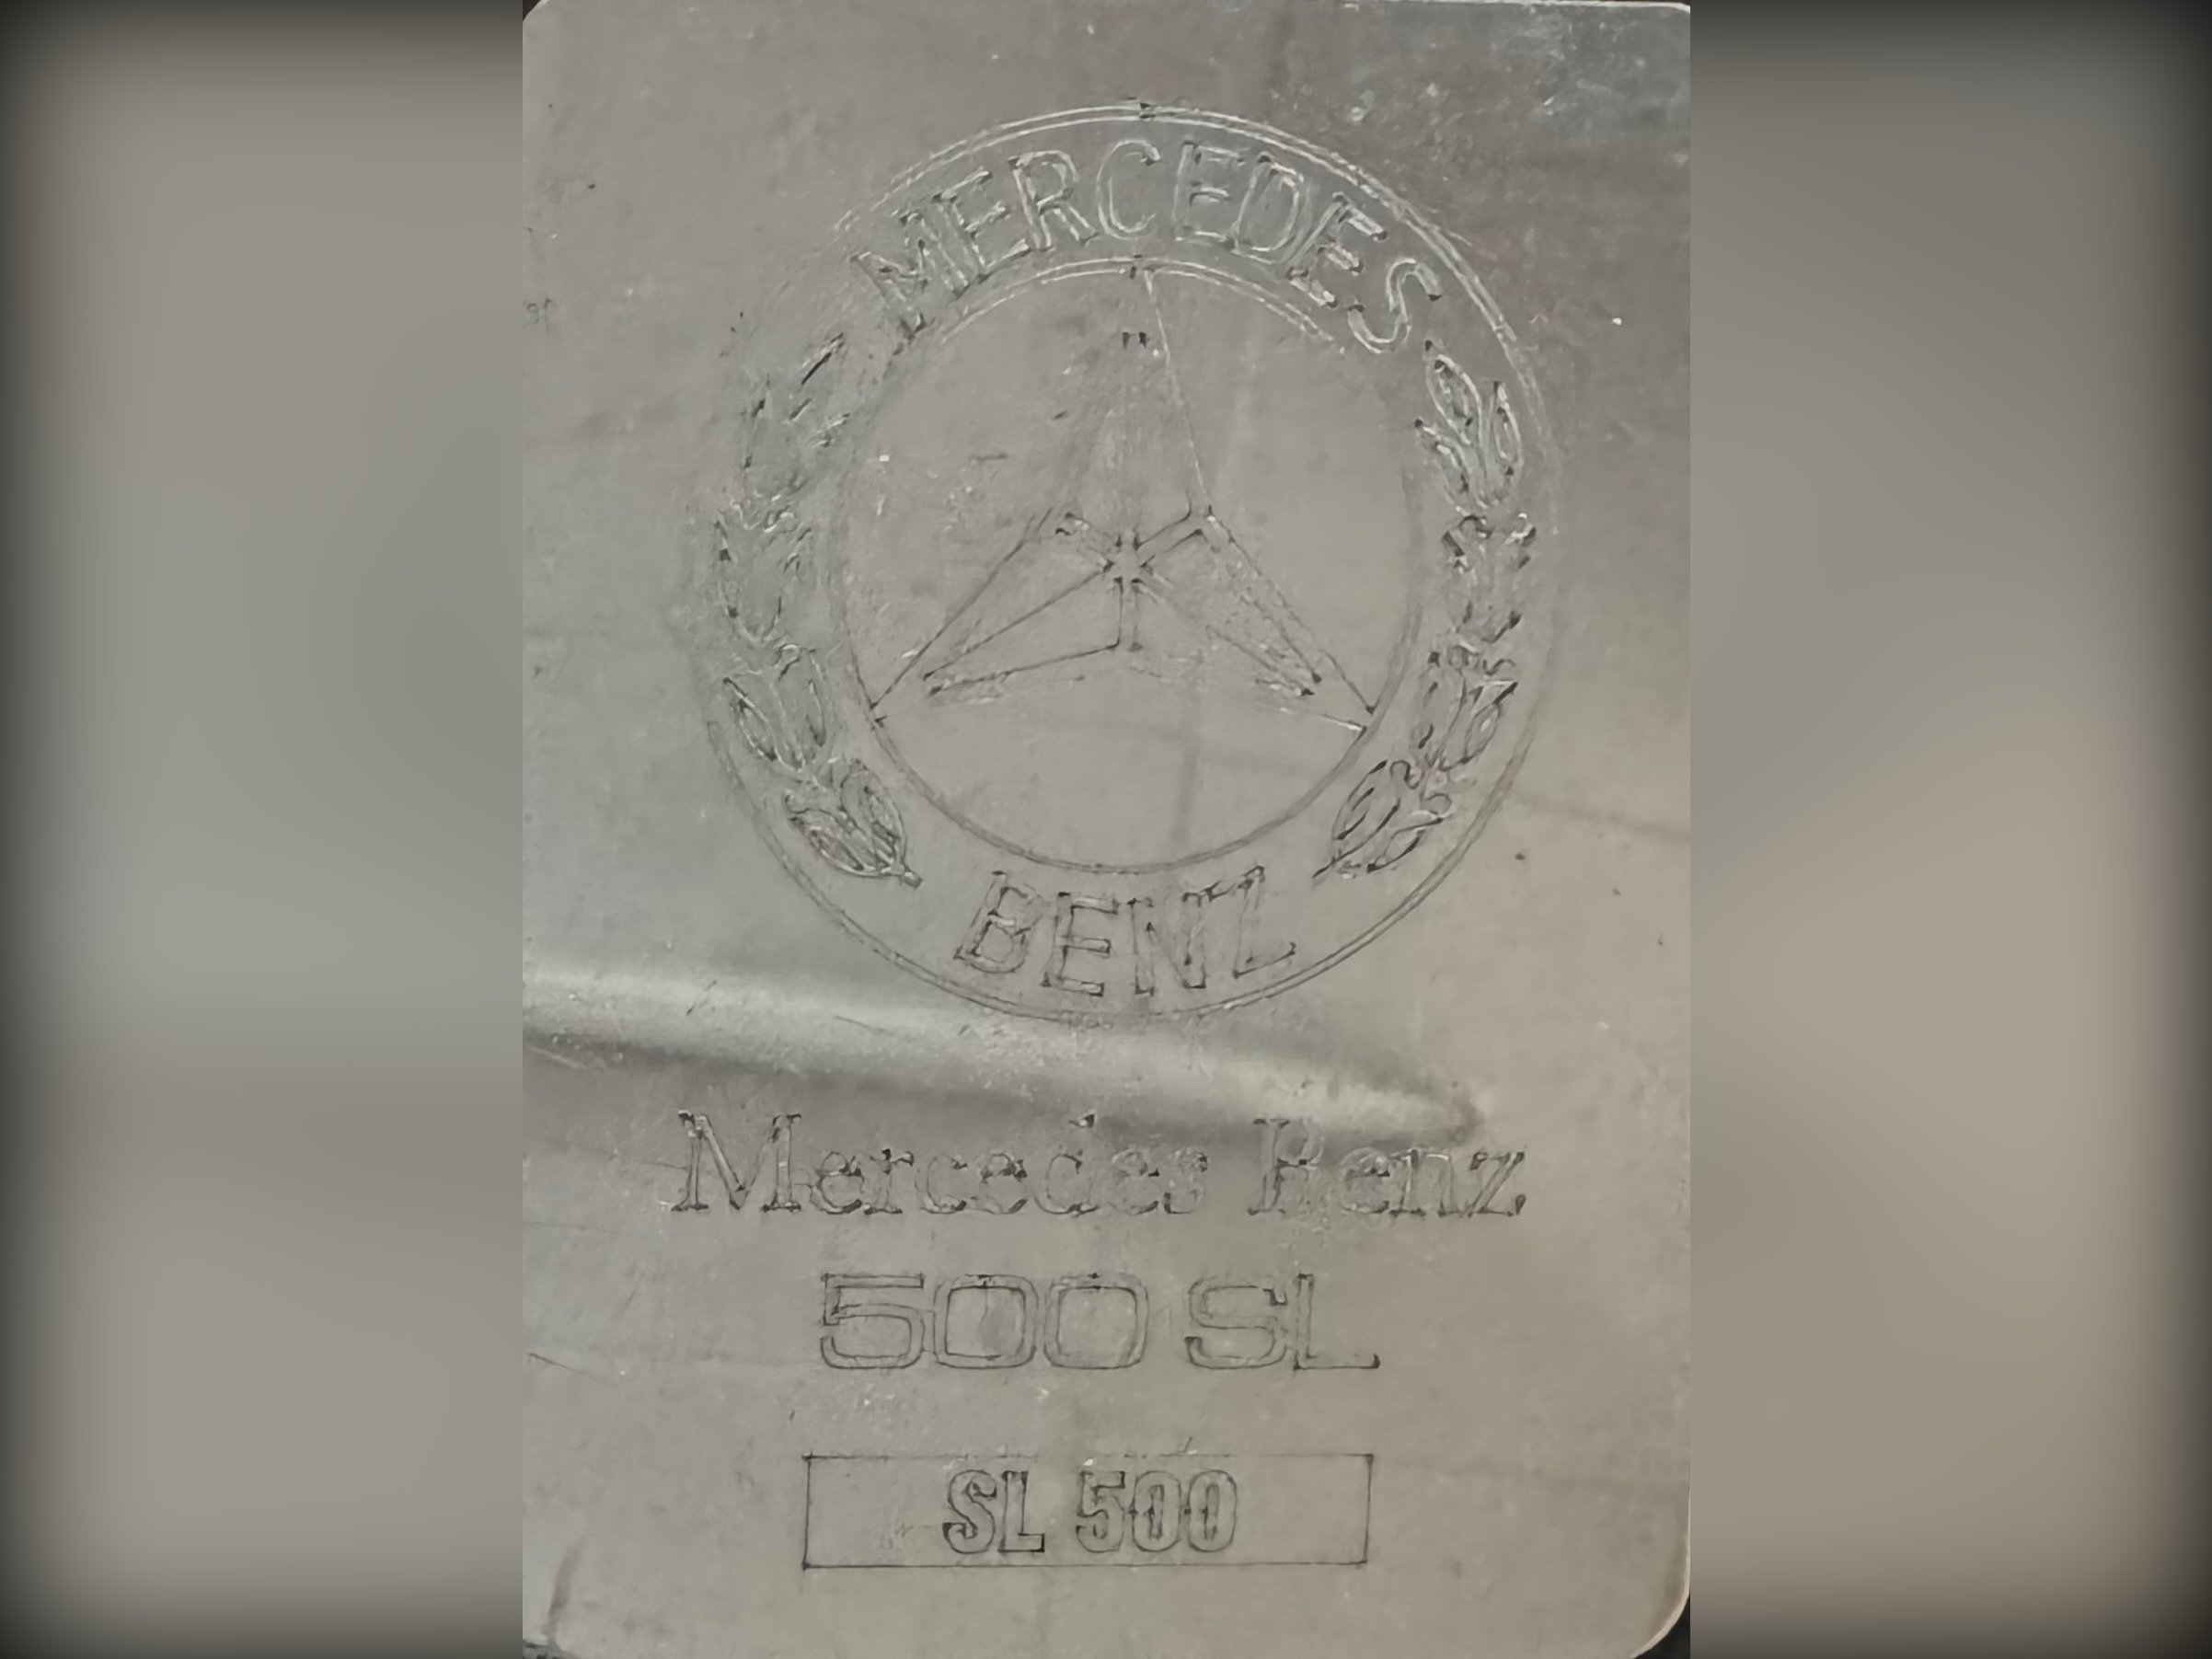 MERCEDES
BENZ
Mercedes Benz
500 SL
SL 500